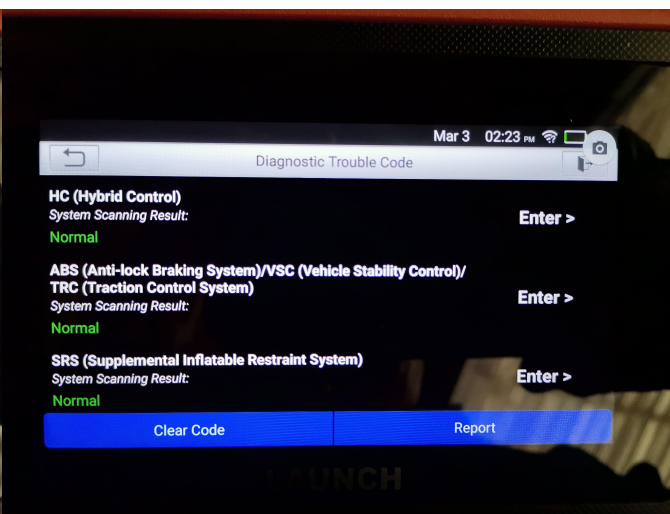 Mar 3 02:23 PM
Diagnostic Trouble Code
HC (Hybrid Control)
System Scanning Result:
Enter >
Normal
ABS (Anti-lock Braking System)/VSC (Vehicle Stability Control)/
TRC (Traction Control System)
System Scanning Result:
Enter >
Normal
SRS (Supplemental Inflatable Restraint System)
System Scanning Result:
Enter >
Normal
Clear Code Report
LAUNCH